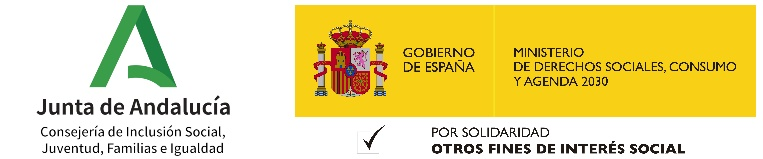 Junta de Andalucía
Consejería de Inclusión Social,
Juventud, Familias e Igualdad
GOBIERNO
DE ESPAÑA
MINISTERIO
DE DERECHOS SOCIALES, CONSUMO
Y AGENDA 2030
POR SOLIDARIDAD
OTROS FINES DE INTERÉS SOCIAL